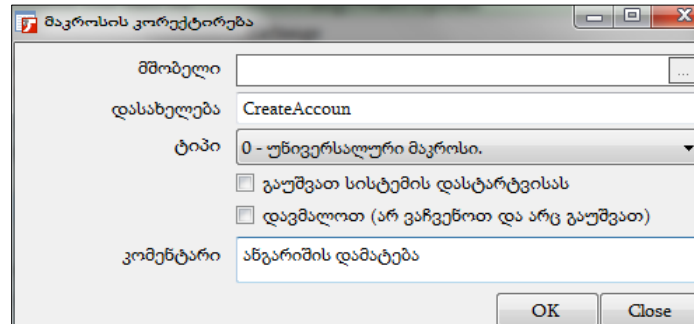 მაკროსის კორექტირება
მშობელი
...
დასახელება CreateAccoun
ტიპი 0 - უნივერსალური მაკროსი.
გაუშვათ სისტემის დასტარტვისას
დავმალოთ (არ ვაჩვენოთ და არც გაუშვათ)
კომენტარი ანგარიშის დამატება
OK Close